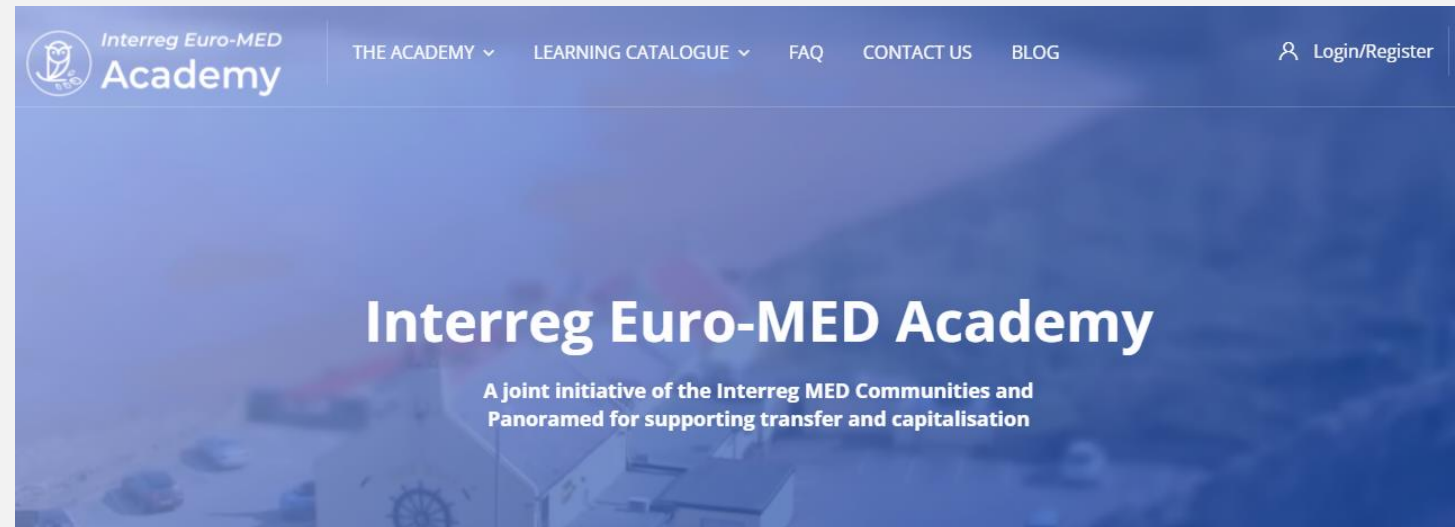 Interreg Euro-MED
Academy
THE ACADEMY
LEARNING CATALOGUE
FAQ
CONTACT US
BLOG
Login/Register
Interreg Euro-MED Academy
A joint initiative of the Interreg MED Communities and
Panoramed for supporting transfer and capitalisation